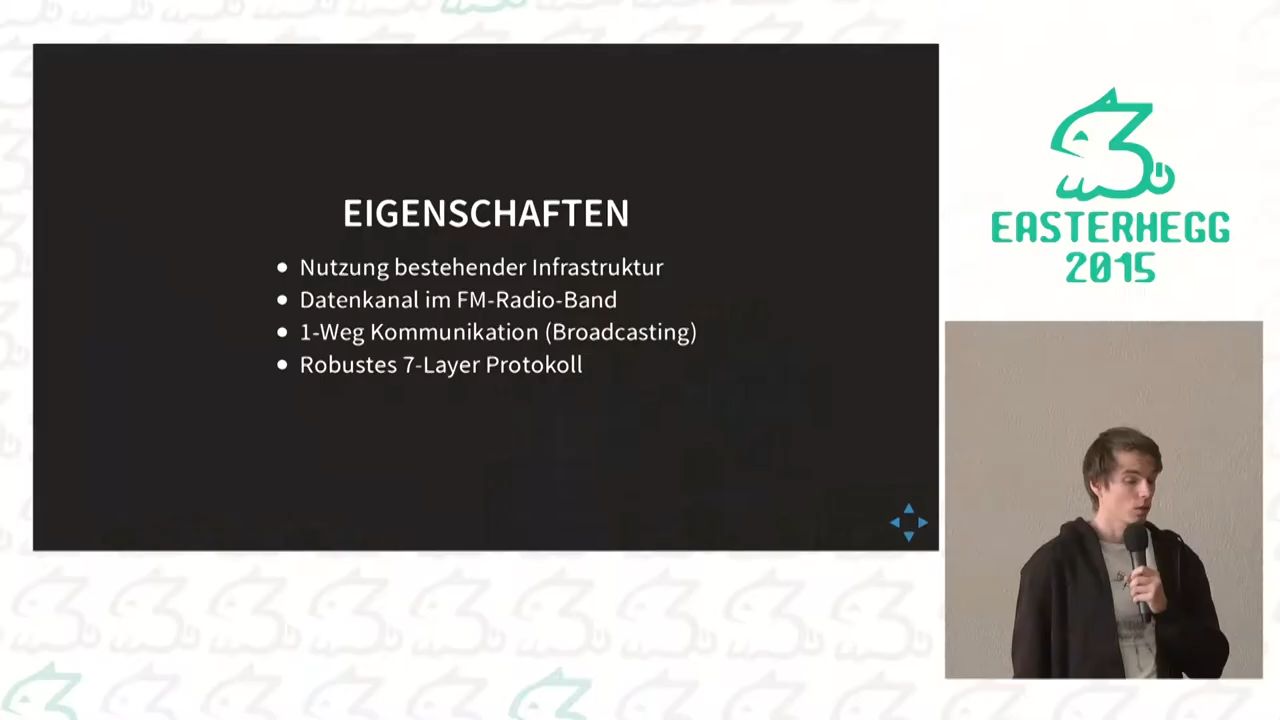 EIGENSCHAFTEN
Nutzung bestehender Infrastruktur
Datenkanal im FM-Radio-Band
1-Weg Kommunikation (Broadcasting)
Robustes 7-Layer Protokoll
EASTERHEGG
2015